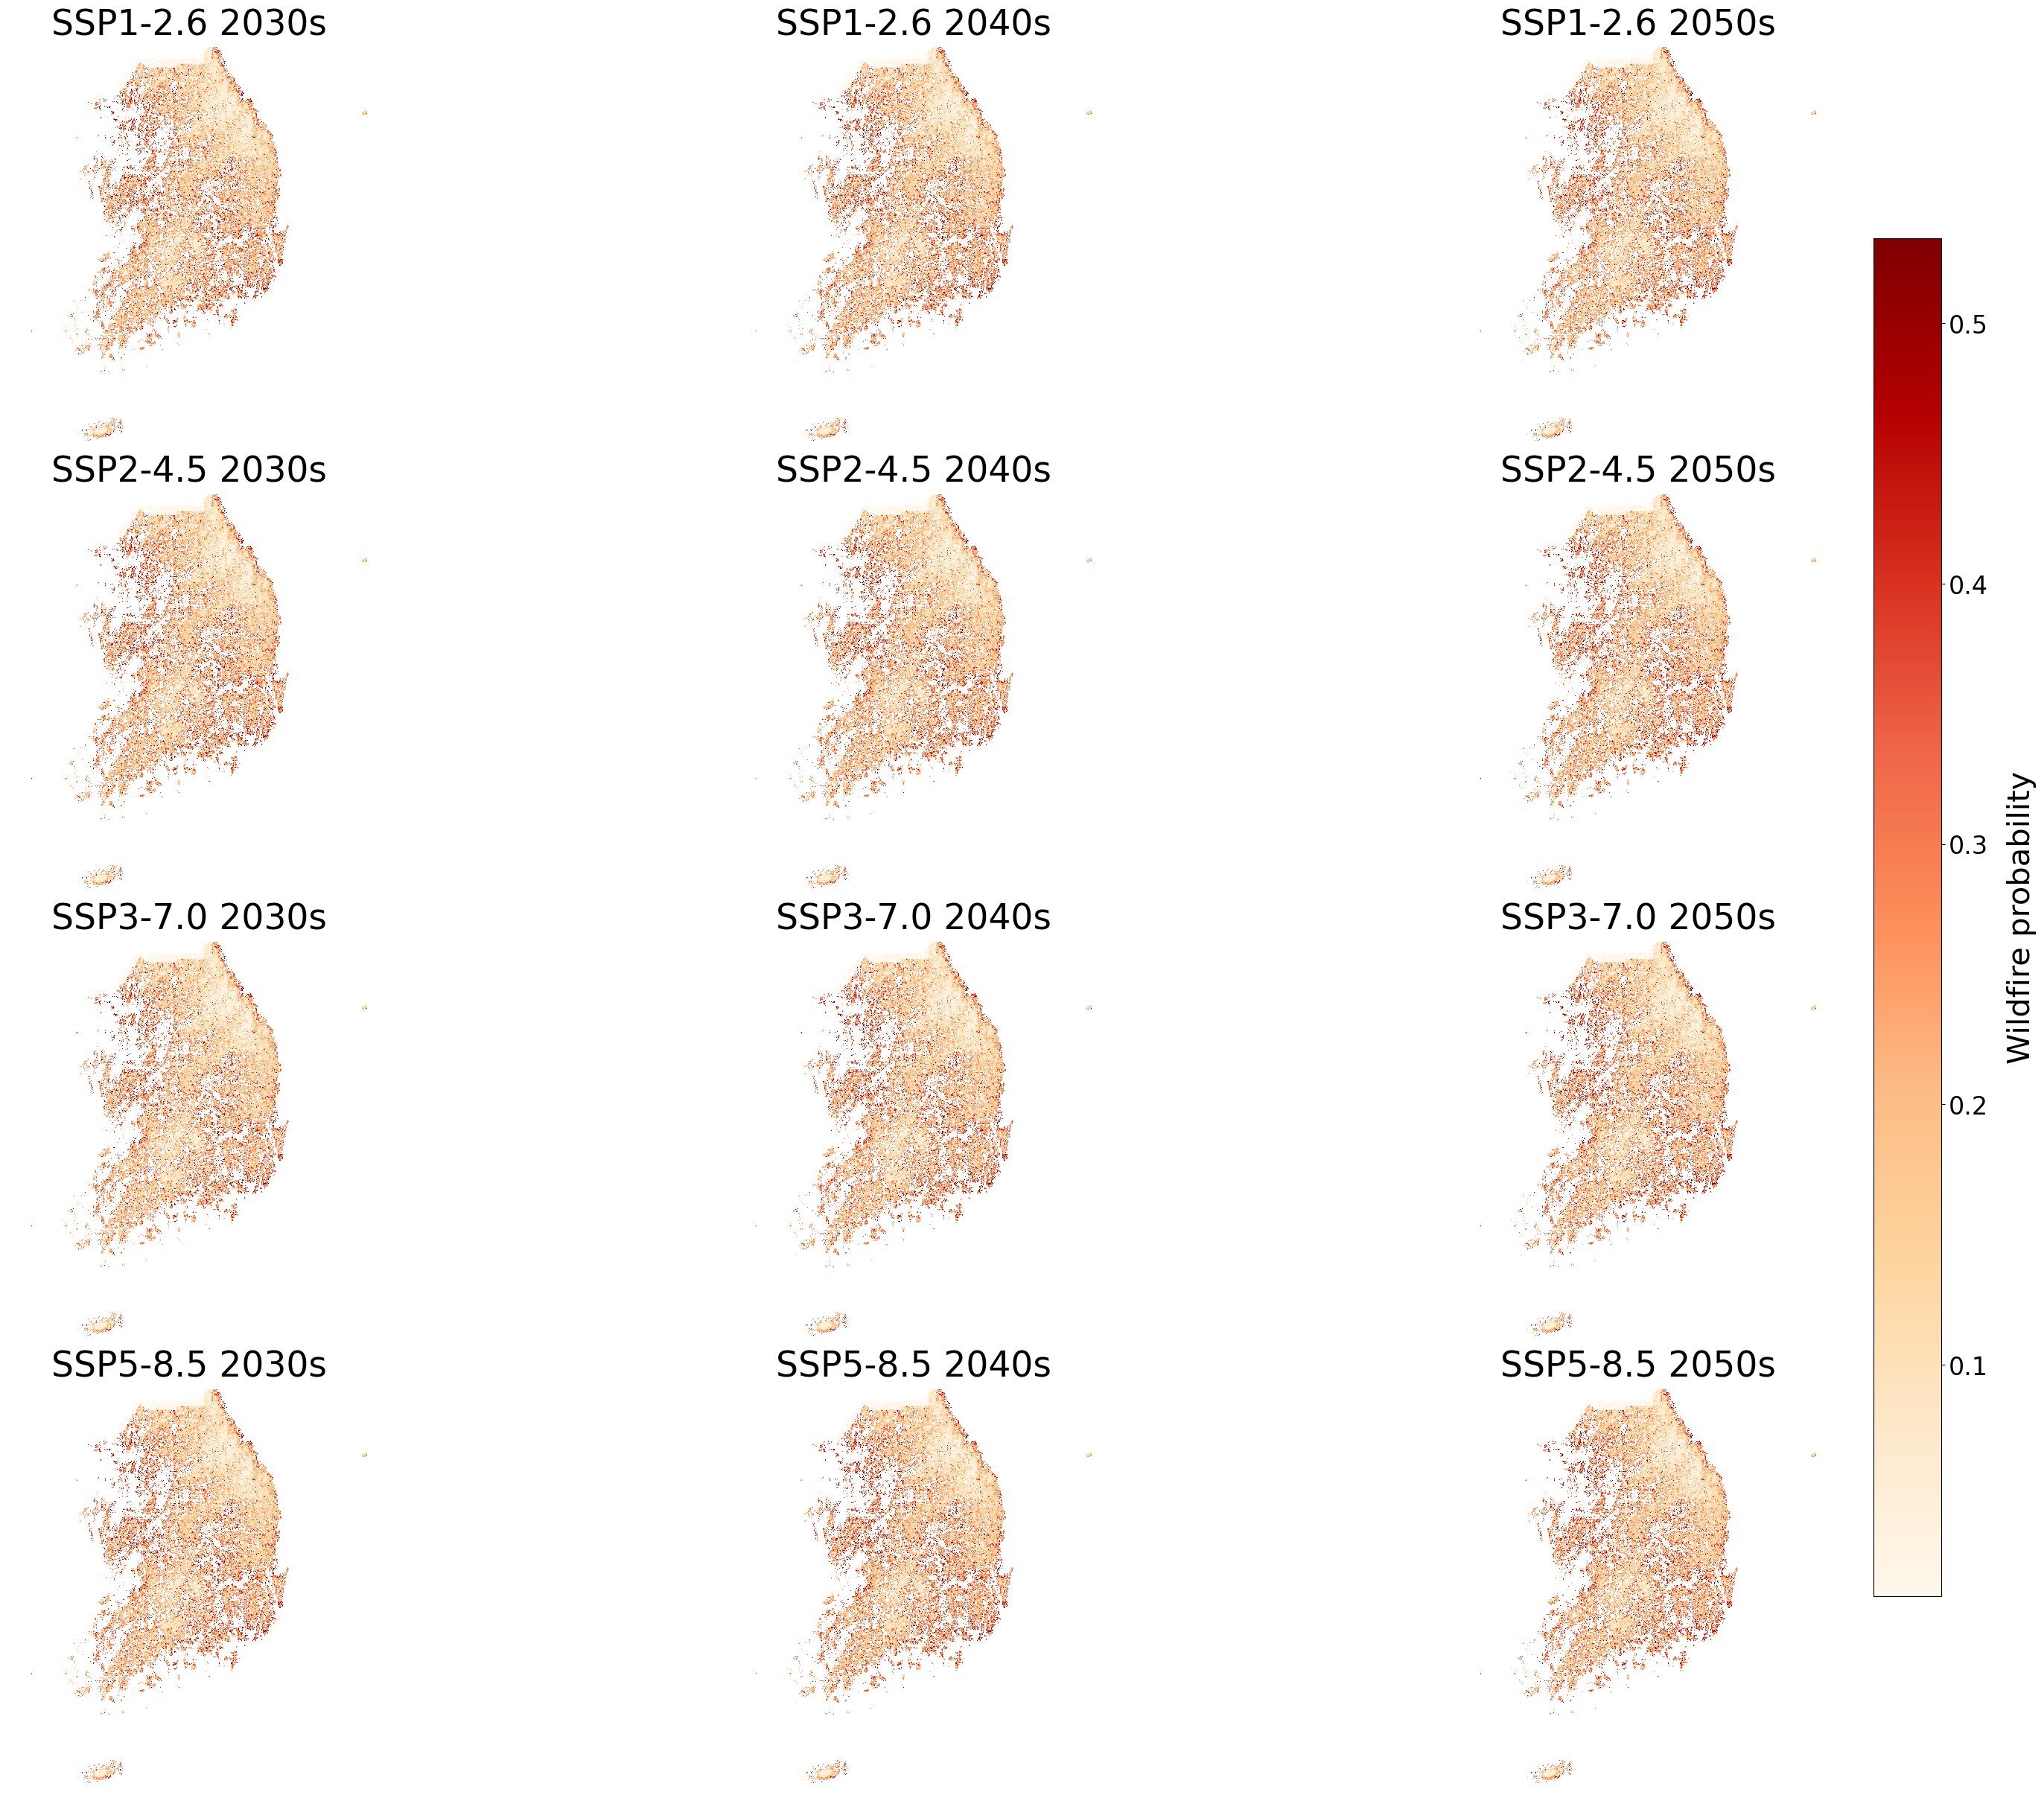 SSP1-2.6 2030s
SSP1-2.6 2040s
SSP1-2.6 2050s
SSP2-4.5 2030s
SSP2-4.5 2040s
SSP2-4.5 2050s
SSP3-7.0 2030s
SSP3-7.0 2040s
SSP3-7.0 2050s
SSP5-8.5 2030s
SSP5-8.5 2040s
SSP5-8.5 2050s
0.5
0.4
0.3
0.2
0.1
Wildfire probability